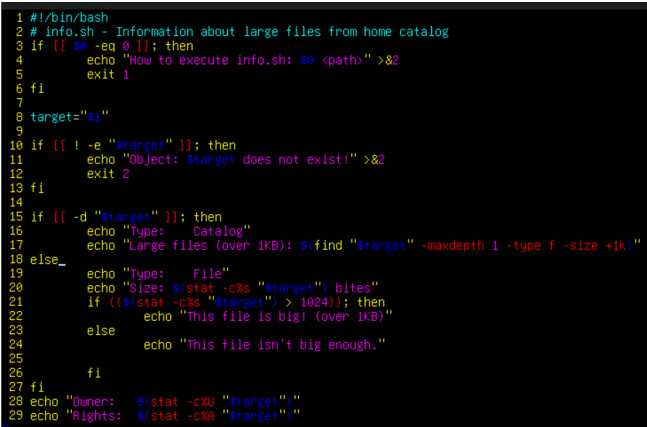 1 #!/bin/bash
2 # info.sh - Information about large files from home catalog
3 if [[ $# -eq 0 ]]; then
4         echo "How to execute info.sh: $0 <path>" >&2
5         exit 1
6 fi
7
8 target="$1"
9
10 if [[ ! -e "$target" ]]; then
11         echo "Object: $target does not exist!" >&2
12         exit 2
13 fi
14
15 if [[ -d "$target" ]]; then
16         echo "Type:    Catalog"
17         echo "Large files (over 1KB): $(find "$target" -maxdepth 1 -type f -size +1k)"
18 else_
19         echo "Type:    File"
20         echo "Size: $(stat -c%s "$target") bites"
21         if (($(stat -c%s "$target") > 1024)); then
22                 echo "This file is big! (over 1KB)"
23         else
24                 echo "This file isn't big enough."
25
26         fi
27 fi
28 echo "Owner:   $(stat -c%U "$target")"
29 echo "Rights:  $(stat -c%A "$target")"